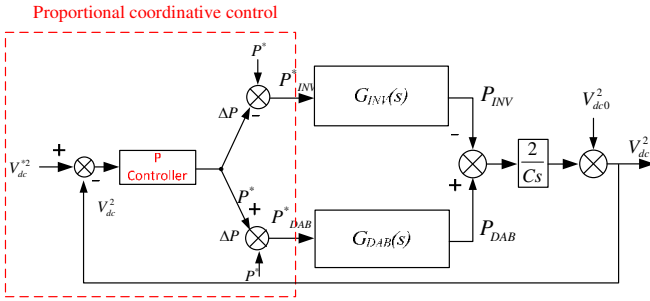 Proportional coordinative control
P*
P*INV
GINV(s)
PINV
V²dc0
ΔP
-
-
+
V*²dc
-
P
Controller
2
Cs
V²dc
V²dc
P*
+
ΔP
P*DAB
P*
GDAB(s)
+
PDAB